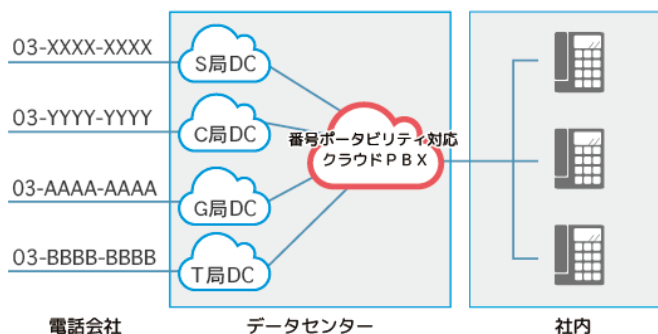 03-XXXX-XXXX
S局DC
03-YYYY-YYYY
C局DC
番号ポータビリティ対応
クラウドＰＢＸ
03-AAAA-AAAA
G局DC
03-BBBB-BBBB
T局DC
電話会社
データセンター
社内